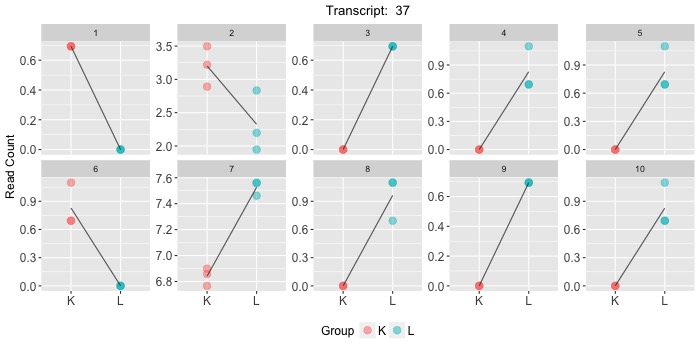 Transcript: 37
1 2 3 4 5
0.6 0.4 0.2 0.0
3.5 3.0 2.5 2.0
0.6 0.4 0.2 0.0
0.9 0.6 0.3 0.0
0.9 0.6 0.3 0.0
Read Count
6 7 8 9 10
0.9 0.6 0.3 0.0
7.6 7.4 7.2 7.0 6.8
0.9 0.6 0.3 0.0
0.6 0.4 0.2 0.0
0.9 0.6 0.3 0.0
K L K L K L K L K L
Group K L